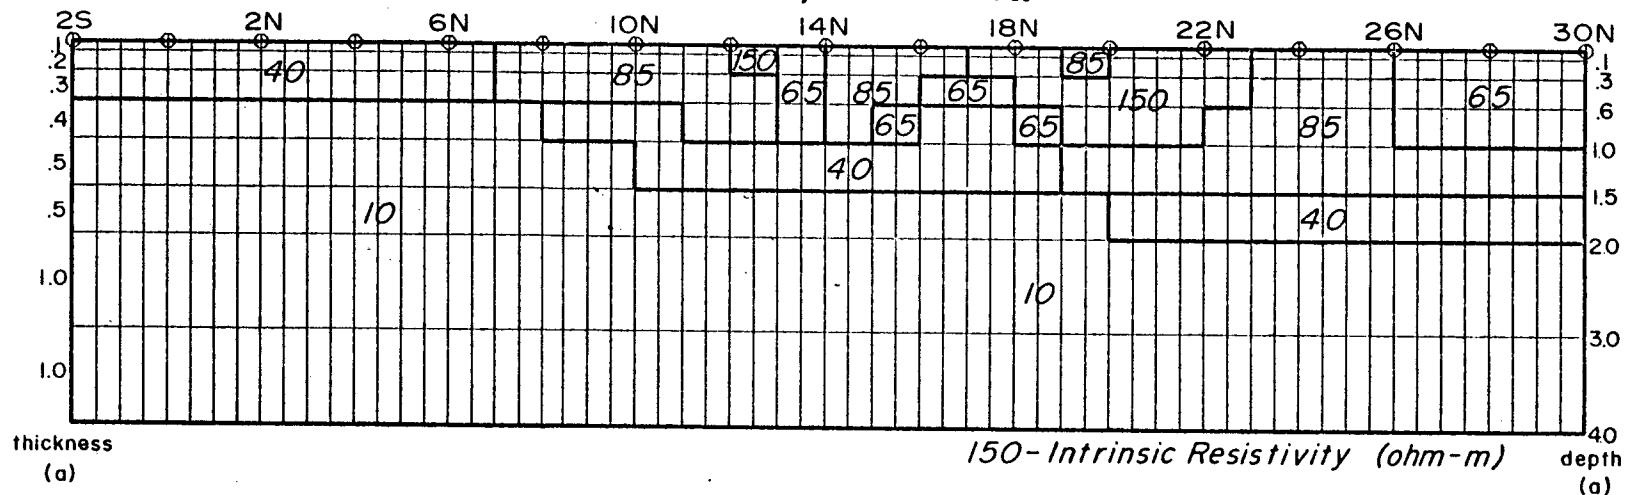 2S 2N 6N 10N 14N 18N 22N 26N 30N
.1 .1
.2 40 85 150 85 .3
.3 65 85 65 150 65
.4 65 65 85 .6
1.0
.5 40
1.5
.5 10 40
2.0
1.0 10
3.0
1.0
4.0
thickness 150-Intrinsic Resistivity (ohm-m) depth
(a) (a)